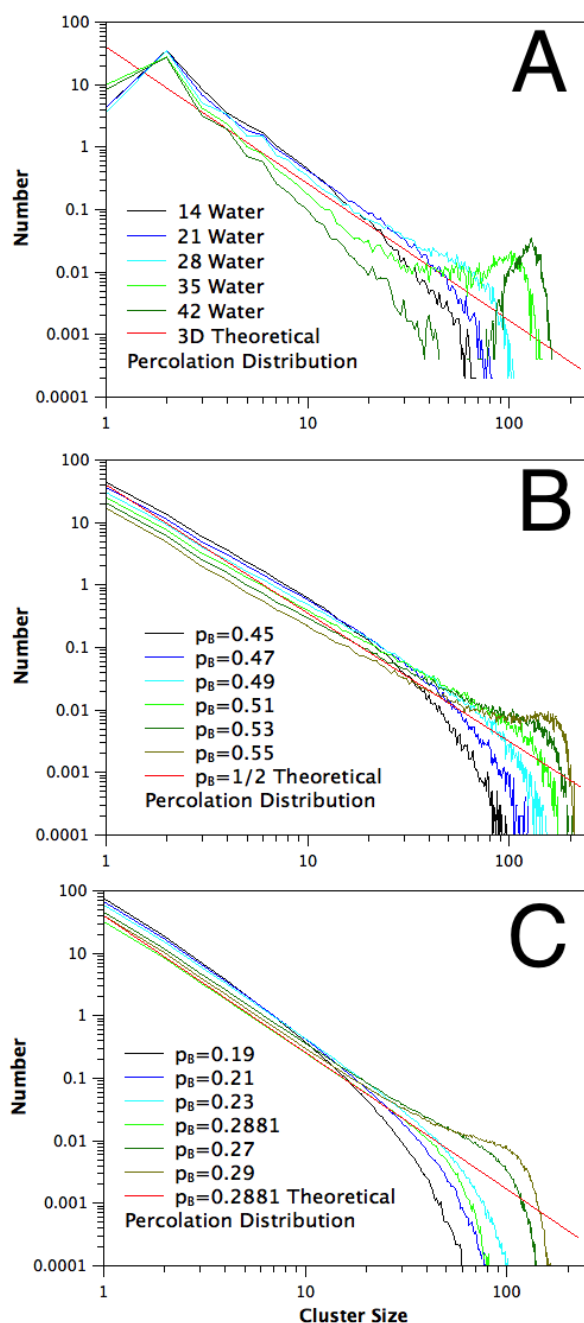 A
100
10
1
0.1
0.01
0.001
0.0001
Number
14 Water
21 Water
28 Water
35 Water
42 Water
3D Theoretical
Percolation Distribution
1
10
100
B
100
10
1
0.1
0.01
0.001
0.0001
Number
pB=0.45
pB=0.47
pB=0.49
pB=0.51
pB=0.53
pB=0.55
pB=1/2 Theoretical
Percolation Distribution
1
10
100
C
100
10
1
0.1
0.01
0.001
0.0001
Number
pB=0.19
pB=0.21
pB=0.23
pB=0.2881
pB=0.27
pB=0.29
pB=0.2881 Theoretical
Percolation Distribution
1
10
100
Cluster Size